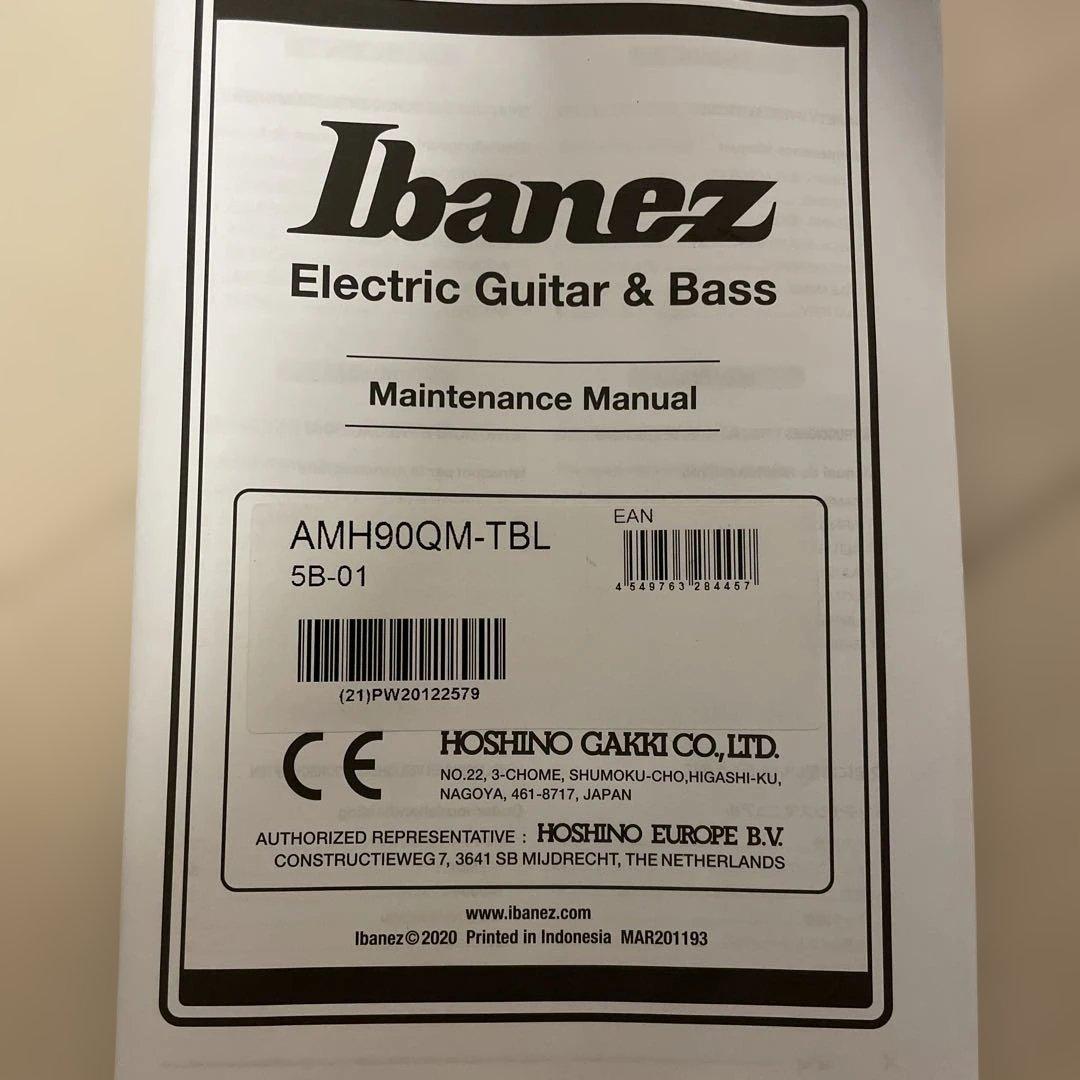 Ibanez
Electric Guitar & Bass
Maintenance Manual
AMH90QM-TBL
5B-01
EAN
4 549763 284457
(21)PW20122579
CE
HOSHINO GAKKI CO.,LTD.
NO.22, 3-CHOME, SHUMOKU-CHO,HIGASHI-KU,
NAGOYA, 461-8717, JAPAN
AUTHORIZED REPRESENTATIVE : HOSHINO EUROPE B.V.
CONSTRUCTIEWEG 7, 3641 SB MIJDRECHT, THE NETHERLANDS
www.ibanez.com
Ibanez©2020 Printed in Indonesia MAR201193